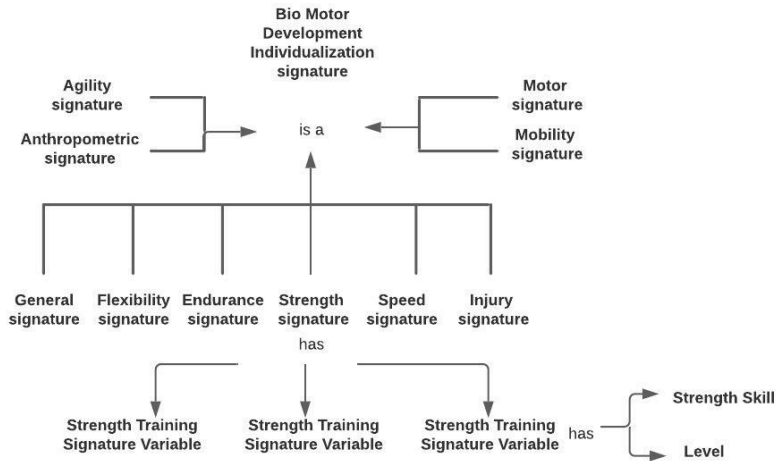 Bio Motor
Development
Individualization
signature
Agility
signature
Anthropometric
signature
is a
Motor
signature
Mobility
signature
General
signature
Flexibility
signature
Endurance
signature
Strength
signature
Speed
signature
Injury
signature
has
Strength Training
Signature Variable
Strength Training
Signature Variable
Strength Training
Signature Variable
has
Strength Skill
Level